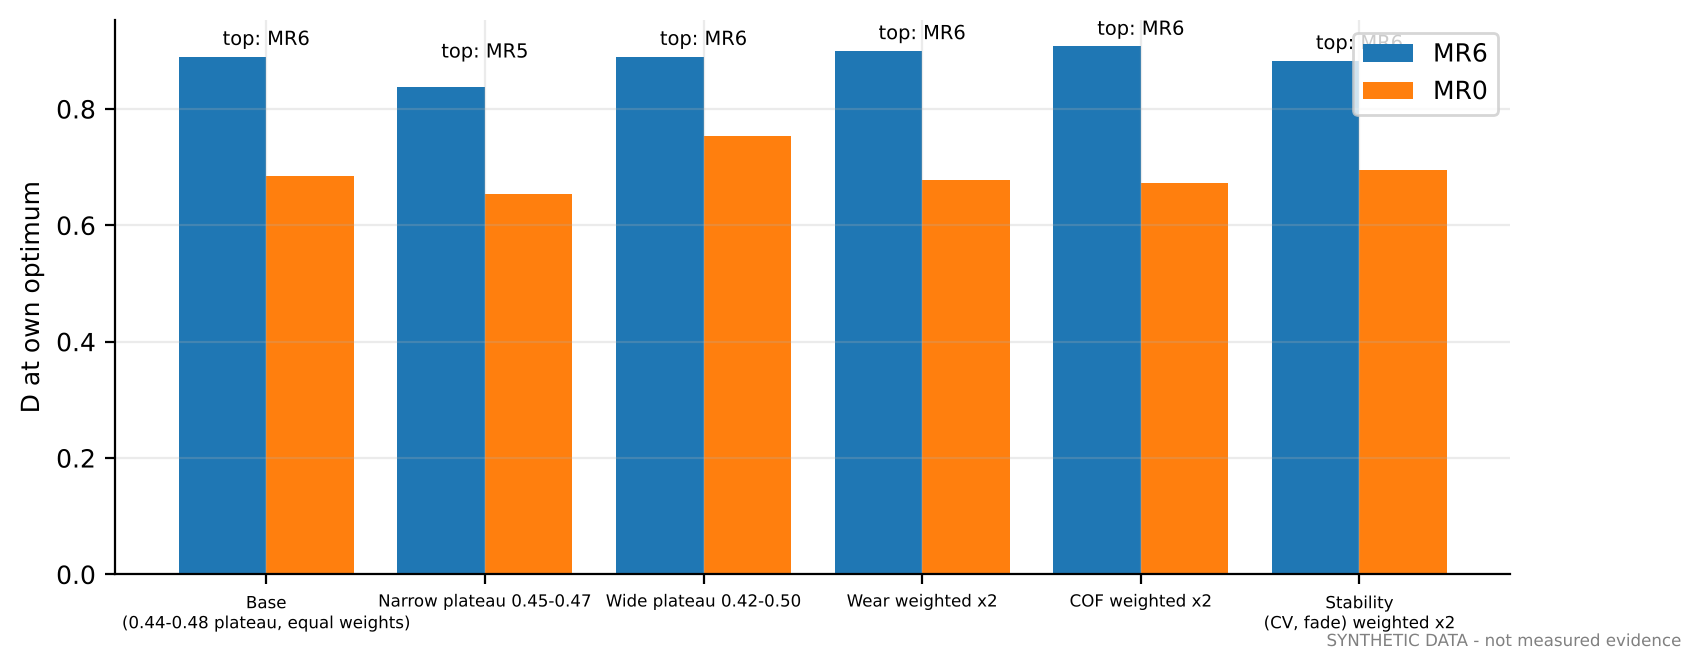 top: MR6
top: MR5
top: MR6
top: MR6
top: MR6
top: MR6
MR6
MR0
D at own optimum
0.8
0.6
0.4
0.2
0.0
Base
(0.44-0.48 plateau, equal weights)
Narrow plateau 0.45-0.47
Wide plateau 0.42-0.50
Wear weighted x2
COF weighted x2
Stability
(CV, fade) weighted x2
SYNTHETIC DATA - not measured evidence